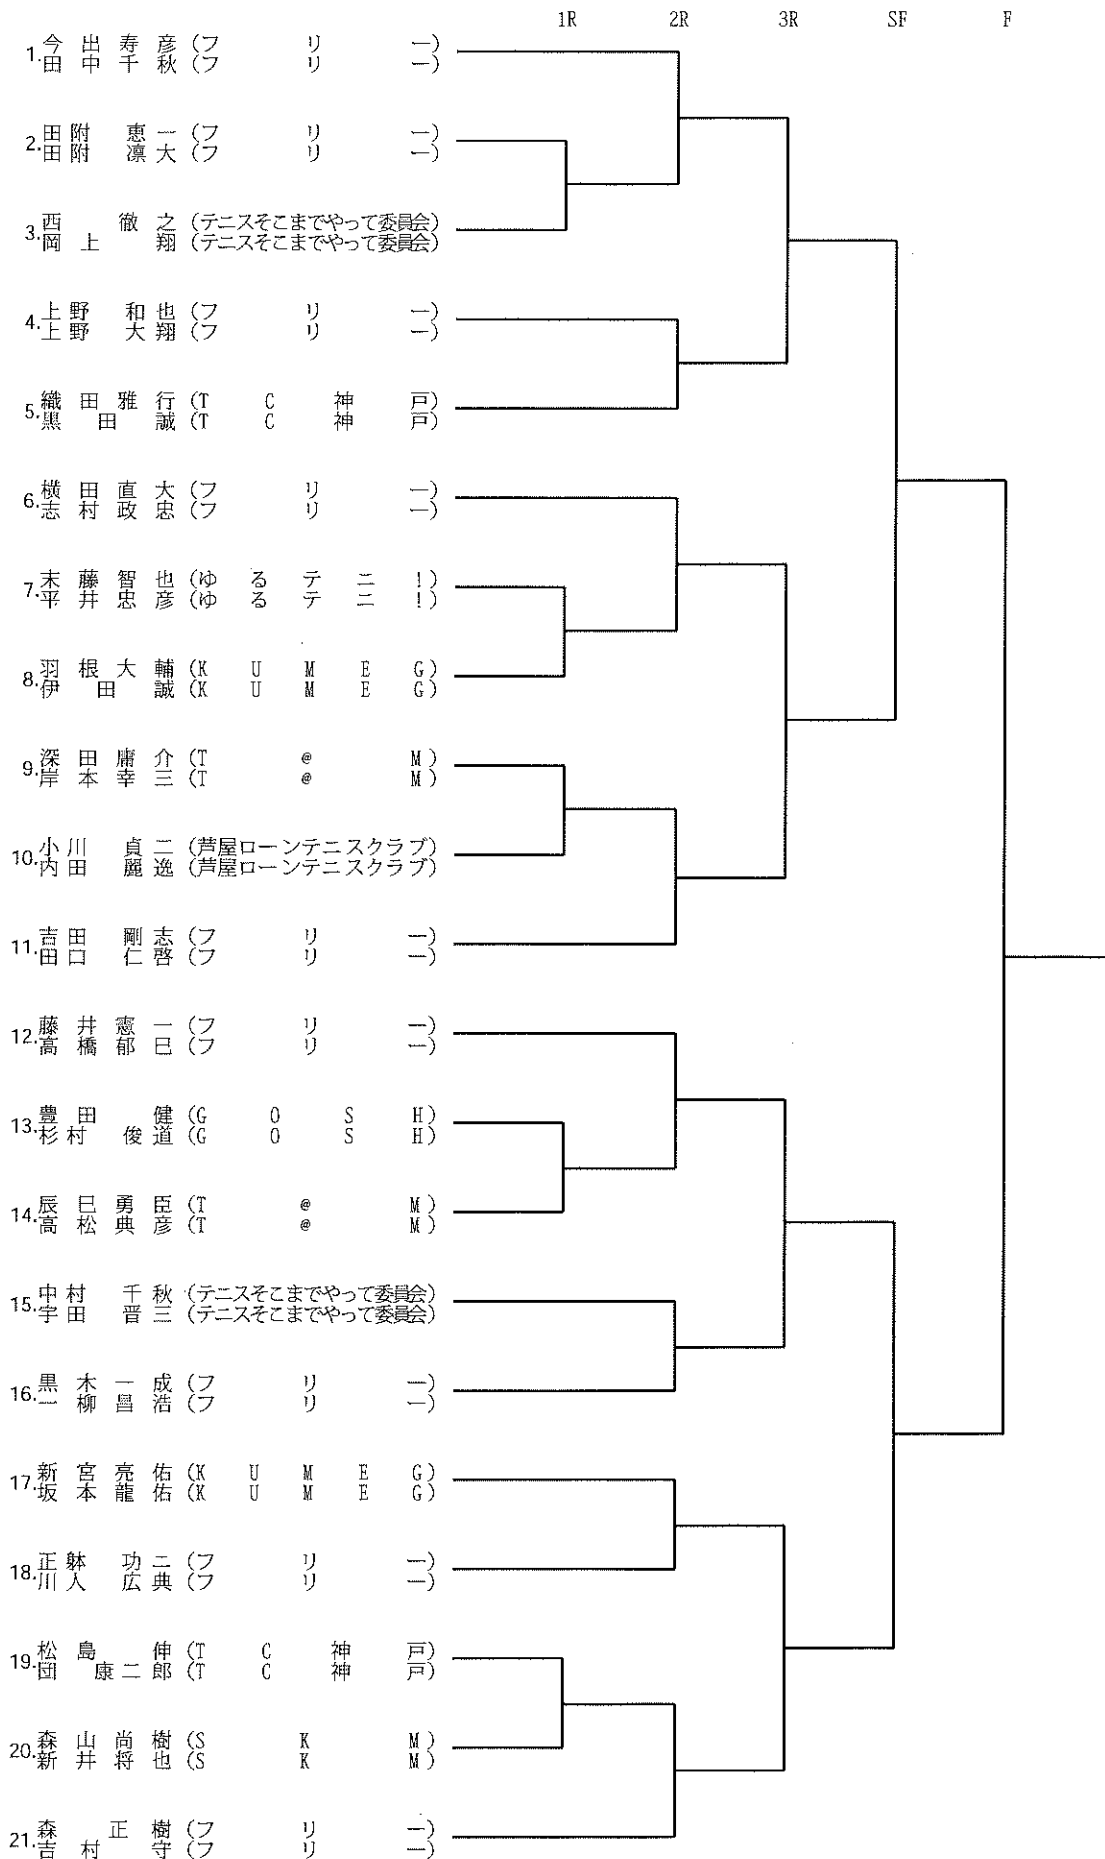 1R 2R 3R SF F
今出寿彦(フリー)
1.
田中千秋(フリー)
田附恵一(フリー)
2.
田附凛大(フリー)
西徹之(テニスそこまでやって委員会)
3.
岡上翔(テニスそこまでやって委員会)
上野和也(フリー)
4.
上野大翔(フリー)
織田雅行(TC神戸)
5.
黒田誠(TC神戸)
横田直大(フリー)
6.
志村政忠(フリー)
末藤智也(ゆるテニ!)
7.
平井忠彦(ゆるテニ!)
羽根大輔(KUMEG)
8.
伊田誠(KUMEG)
深田庸介(T@M)
9.
岸本幸三(T@M)
小川貞二(芦屋ローンテニスクラブ)
10.
内田麗逸(芦屋ローンテニスクラブ)
吉田剛志(フリー)
11.
田口仁啓(フリー)
藤井憲一(フリー)
12.
高橋郁巳(フリー)
豊田健(GOSH)
13.
杉村俊道(GOSH)
辰巳勇臣(T@M)
14.
高松典彦(T@M)
中村千秋(テニスそこまでやって委員会)
15.
宇田晋三(テニスそこまでやって委員会)
黒木一成(フリー)
16.
一柳昌浩(フリー)
新宮亮佑(KUMEG)
17.
坂本龍佑(KUMEG)
正躰功二(フリー)
18.
川人広典(フリー)
松島伸(TC神戸)
19.
団康二郎(TC神戸)
森山尚樹(SKM)
20.
新井将也(SKM)
森正樹(フリー)
21.
吉村守(フリー)